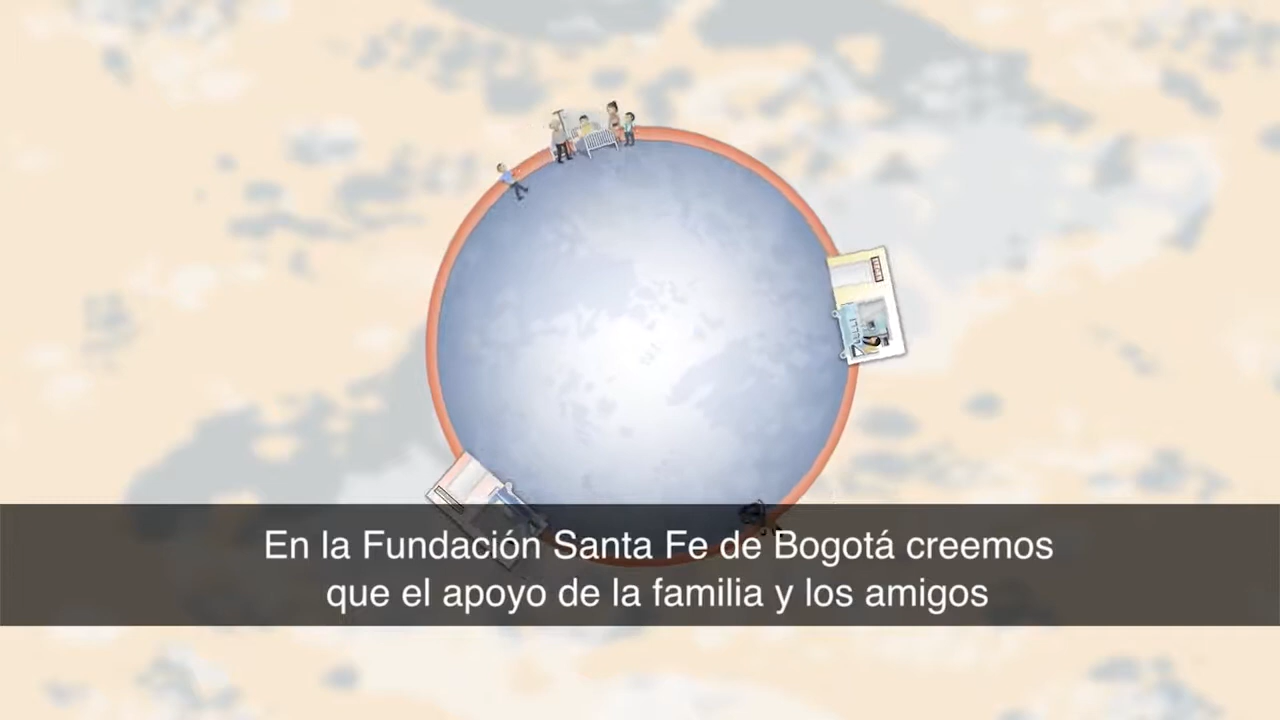 En la Fundación Santa Fe de Bogotá creemos
que el apoyo de la familia y los amigos